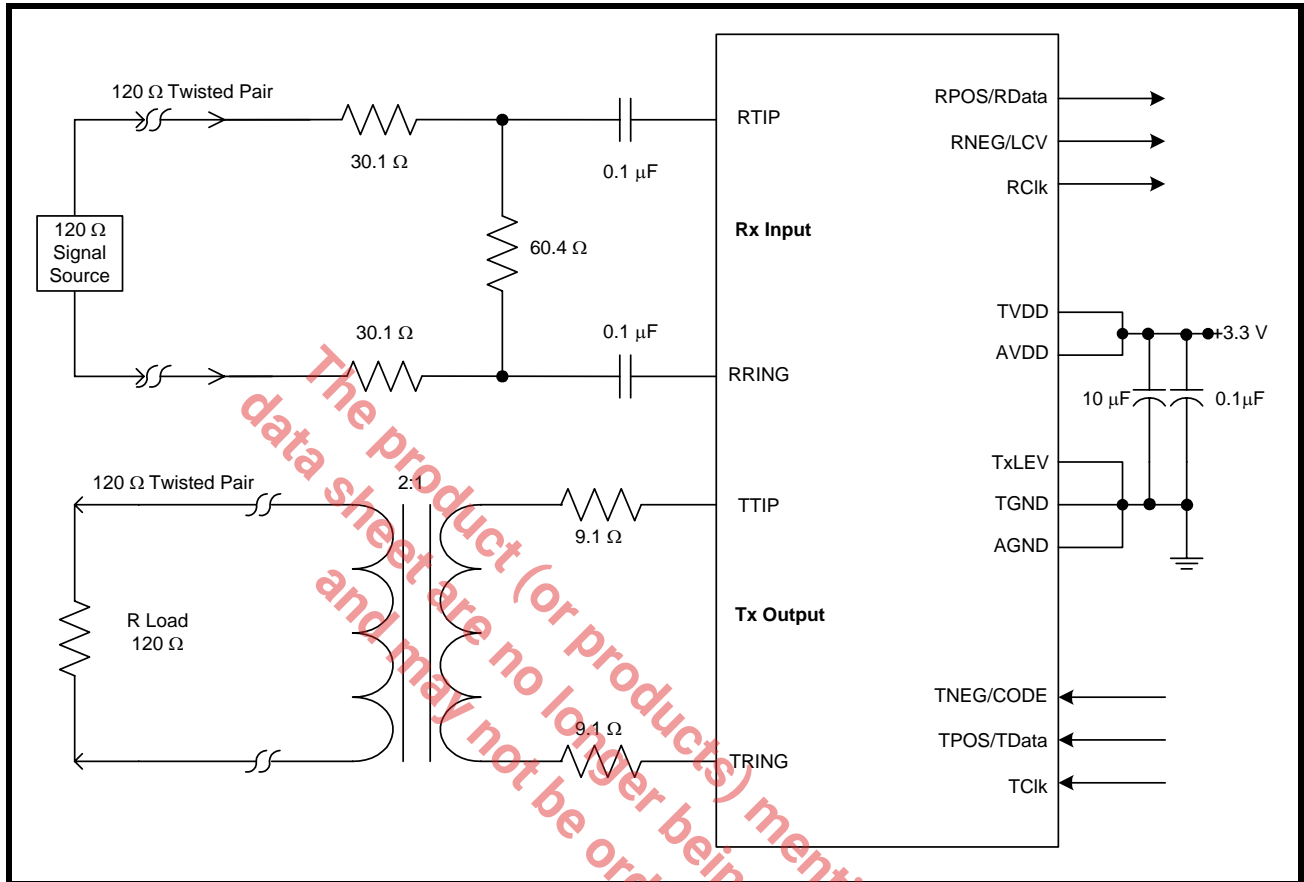 120 Ω Twisted Pair
30.1 Ω
0.1 µF
RTIP
120 Ω
Signal
Source
60.4 Ω
Rx Input
30.1 Ω
0.1 µF
RRING
RPOS/RData
RNEG/LCV
RClk
TVDD
AVDD
+3.3 V
10 µF
0.1µF
TxLEV
TGND
AGND
120 Ω Twisted Pair
2:1
9.1 Ω
TTIP
R Load
120 Ω
Tx Output
9.1 Ω
TRING
TNEG/CODE
TPOS/TData
TClk
The product (or products)
data sheet are no longer
and may not be